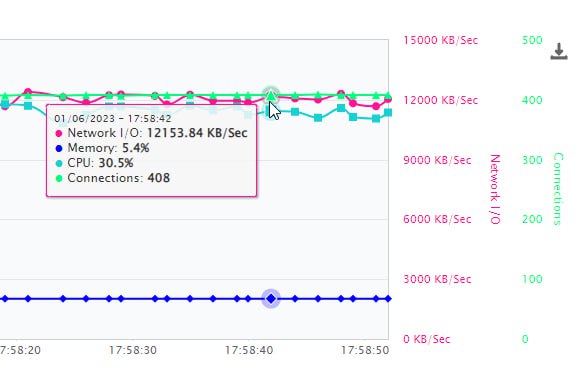 15000 KB/Sec
500
12000 KB/Sec
400
01/06/2023 - 17:58:42
Network I/O: 12153.84 KB/Sec
Memory: 5.4%
CPU: 30.5%
Connections: 408
9000 KB/Sec
300
Network I/O
Connections
6000 KB/Sec
200
3000 KB/Sec
100
0 KB/Sec
0
7:58:20
17:58:30
17:58:40
17:58:50